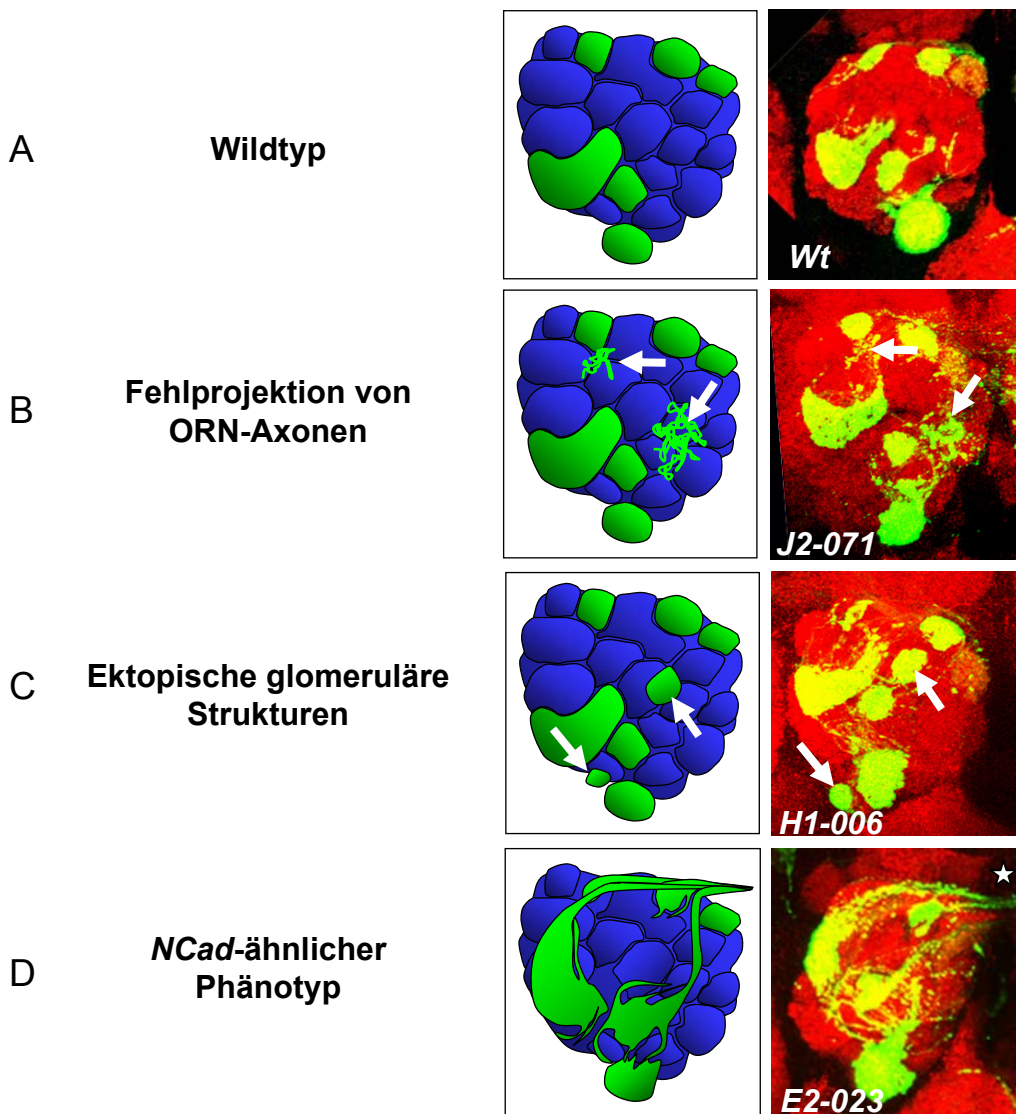 A
Wildtyp
Wt
B
Fehlprojektion von
ORN-Axonen
J2-071
C
Ektopische glomeruläre
Strukturen
H1-006
D
NCad-ähnlicher
Phänotyp
E2-023